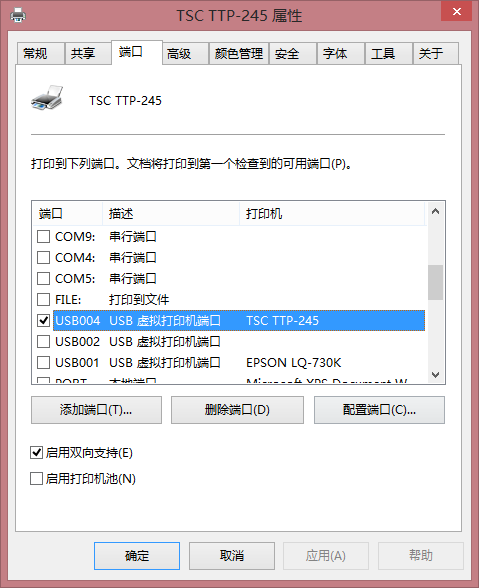 TSC TTP-245 属性
常规 共享 端口 高级 颜色管理 安全 字体 工具 关于
TSC TTP-245
打印到下列端口。文档将打印到第一个检查到的可用端口(P)。
端口 描述 打印机
COM9: 串行端口
COM4: 串行端口
COM5: 串行端口
FILE: 打印到文件
USB004 USB 虚拟打印机端口 TSC TTP-245
USB002 USB 虚拟打印机端口
USB001 USB 虚拟打印机端口 EPSON LQ-730K
本地端口 Microsoft XPS Document W
添加端口(T)... 删除端口(D) 配置端口(C)...
启用双向支持(E)
启用打印机池(N)
确定 取消 应用(A) 帮助